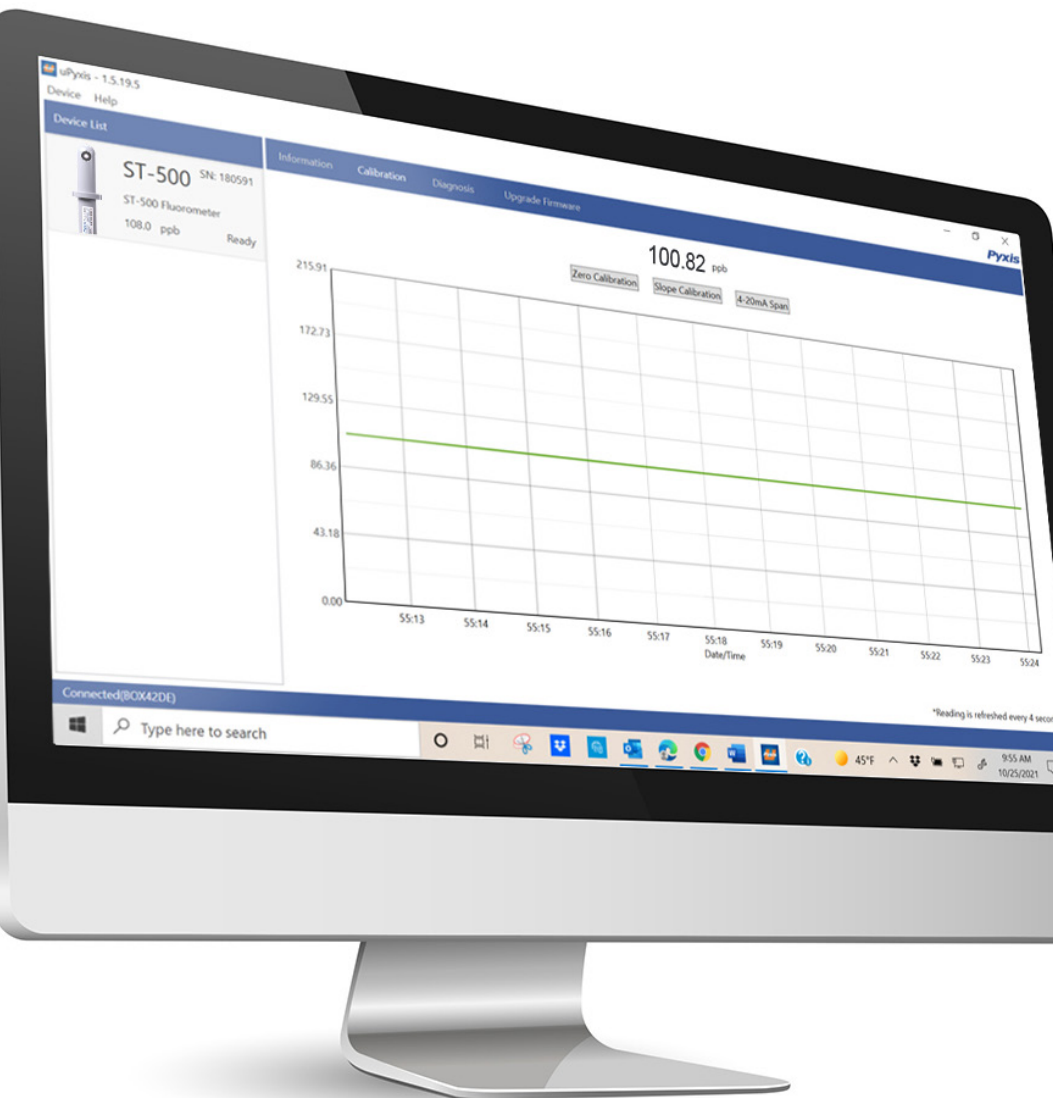 uPyxis - 1.5.19.5
Device Help
Device List
ST-500 SN: 180591
ST-500 Fluorometer
108.0 ppb Ready
Information Calibration Diagnosis Upgrade Firmware
Pyxis
100.82 ppb
Zero Calibration Slope Calibration 4-20mA Span
215.91
172.73
129.55
86.36
43.18
0.00
55:13 55:14 55:15 55:16 55:17 55:18 55:19 55:20 55:21 55:22 55:23 55:24
Date/Time
*Reading is refreshed every 4 secon
Connected(BOX42DE)
Type here to search
45°F
9:55 AM
10/25/2021